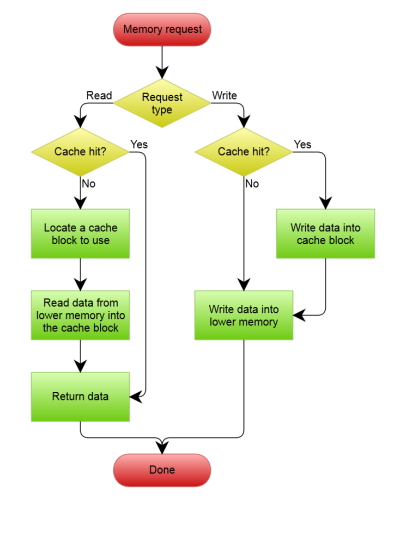 Memory request
Request
type
Read
Write
Cache hit?
Yes
No
Cache hit?
Yes
No
Locate a cache
block to use
Write data into
cache block
Read data from
lower memory into
the cache block
Write data into
lower memory
Return data
Done